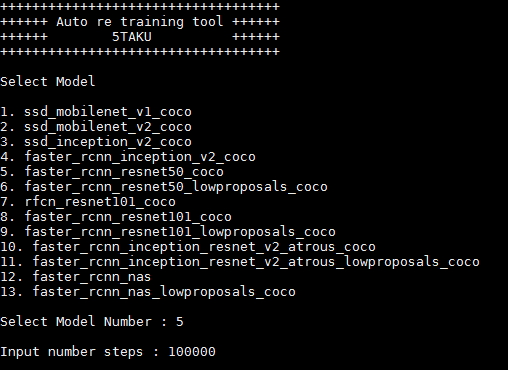 +++++++++++++++++++++++++++++++++++
++++++ Auto re training tool ++++++
++++++ 5TAKU ++++++
+++++++++++++++++++++++++++++++++++
Select Model
1. ssd_mobilenet_v1_coco
2. ssd_mobilenet_v2_coco
3. ssd_inception_v2_coco
4. faster_rcnn_inception_v2_coco
5. faster_rcnn_resnet50_coco
6. faster_rcnn_resnet50_lowproposals_coco
7. rfcn_resnet101_coco
8. faster_rcnn_resnet101_coco
9. faster_rcnn_resnet101_lowproposals_coco
10. faster_rcnn_inception_resnet_v2_atrous_coco
11. faster_rcnn_inception_resnet_v2_atrous_lowproposals_coco
12. faster_rcnn_nas
13. faster_rcnn_nas_lowproposals_coco
Select Model Number : 5
Input number steps : 100000